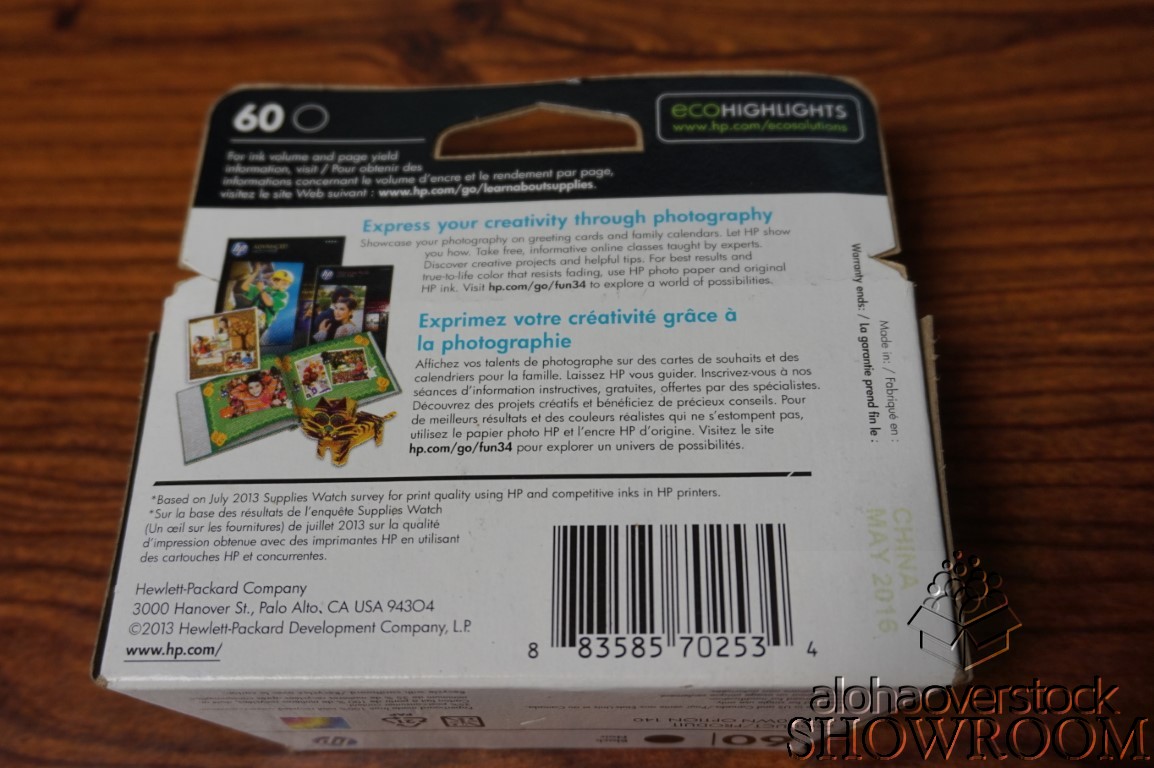 60
ecoHIGHLIGHTS
www.hp.com/ecosolutions
For ink volume and page yield
information, visit / Pour obtenir des
informations concernant le volume d'encre et le rendement par page,
visitez le site Web suivant : www.hp.com/go/learnaboutsupplies.
Express your creativity through photography
Showcase your photography on greeting cards and family calendars. Let HP show
you how. Take free, informative online classes taught by experts.
Discover creative projects and helpful tips. For best results and
true-to-life color that resists fading, use HP photo paper and original
HP ink. Visit hp.com/go/fun34 to explore a world of possibilities.
Exprimez votre créativité grâce à
la photographie
Affichez vos talents de photographe sur des cartes de souhaits et des
calendriers pour la famille. Laissez HP vous guider. Inscrivez-vous à nos
séances d'information instructives, gratuites, offertes par des spécialistes.
Découvrez des projets créatifs et bénéficiez de précieux conseils. Pour
de meilleurs résultats et des couleurs réalistes qui ne s'estompent pas,
utilisez le papier photo HP et l'encre HP d'origine. Visitez le site
hp.com/go/fun34 pour explorer un univers de possibilités.
Made in: / Fabriqué en :
Warranty ends: / La garantie prend fin le :
CHINA
MAY 2016
*Based on July 2013 Supplies Watch survey for print quality using HP and competitive inks in HP printers.
*Sur la base des résultats de l'enquête Supplies Watch
(Un œil sur les fournitures) de juillet 2013 sur la qualité
d'impression obtenue avec des imprimantes HP en utilisant
des cartouches HP et concurrentes.
Hewlett-Packard Company
3000 Hanover St., Palo Alto, CA USA 94304
©2013 Hewlett-Packard Development Company, L.P.
www.hp.com/
8 83585 70253 4
alohaoverstock
SHOWROOM